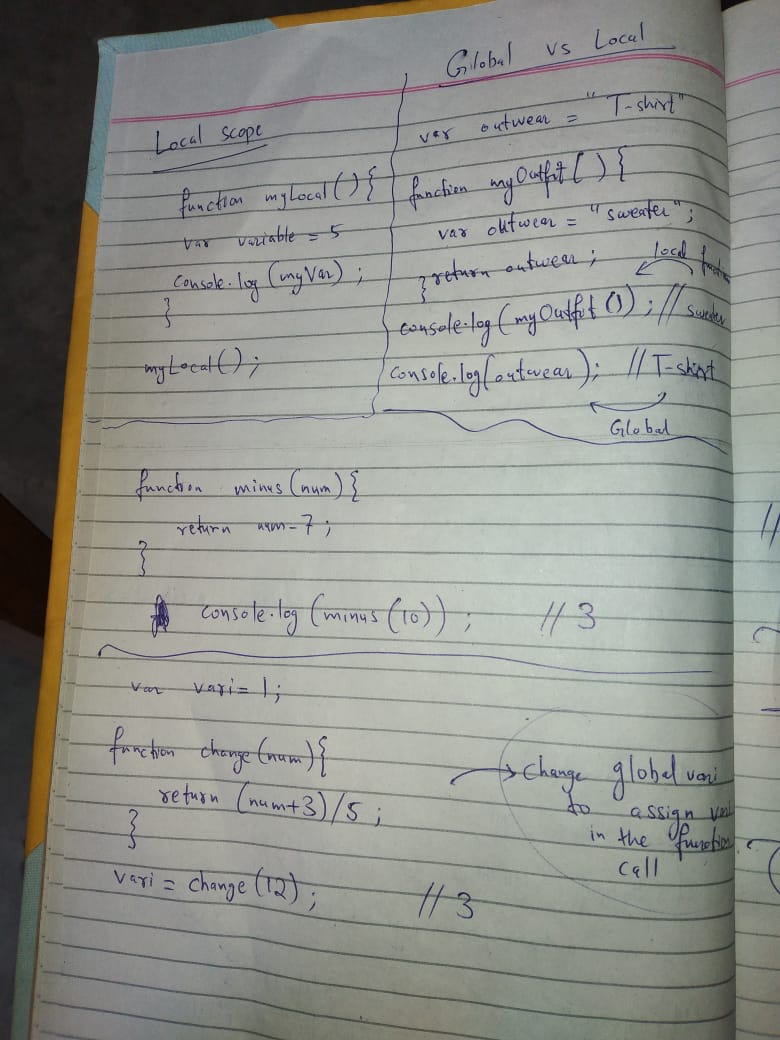 Local scope
function myLocal() {
var variable = 5
console.log (myVar) ;
}
myLocal() ;
Global vs Local
var outwear = "T-shirt"
function myOutfit () {
var outwear = "sweater" ;
return outwear ;
}
local
console.log (myOutfit ()) ; // sweater
console.log (outwear) ; // T-shirt
Global
function minus (num) {
return num - 7 ;
}
console.log (minus (10)) ; // 3
var vari = 1 ;
function change (num) {
return (num+3)/5 ;
}
vari = change (12) ; // 3
Change global vari
to assign
in the function
call